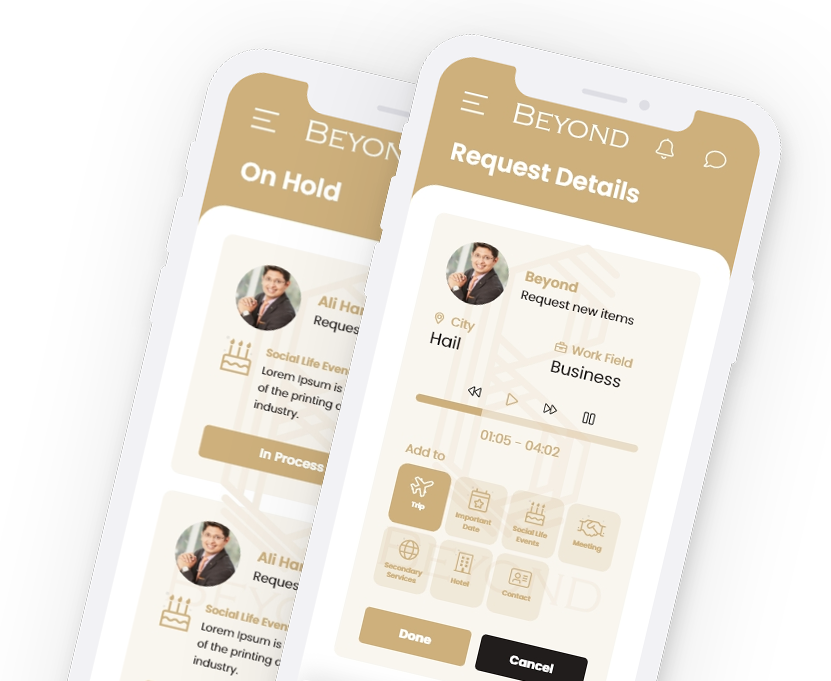 BEYON
On Hold
Ali Ha
Reques
Social Life Even
Lorem Ipsum is
of the printing
industry.
In Process
Ali Ha
Reques
Social Life Even
Lorem Ipsum is
of the printing
industry.
BEYOND
Request Details
Beyond
Request new items
City
Hail
Work Field
Business
01:05 - 04:02
Add to
Trip
Important
Date
Social Life
Events
Meeting
Secondary
Services
Hotel
Contact
Done
Cancel